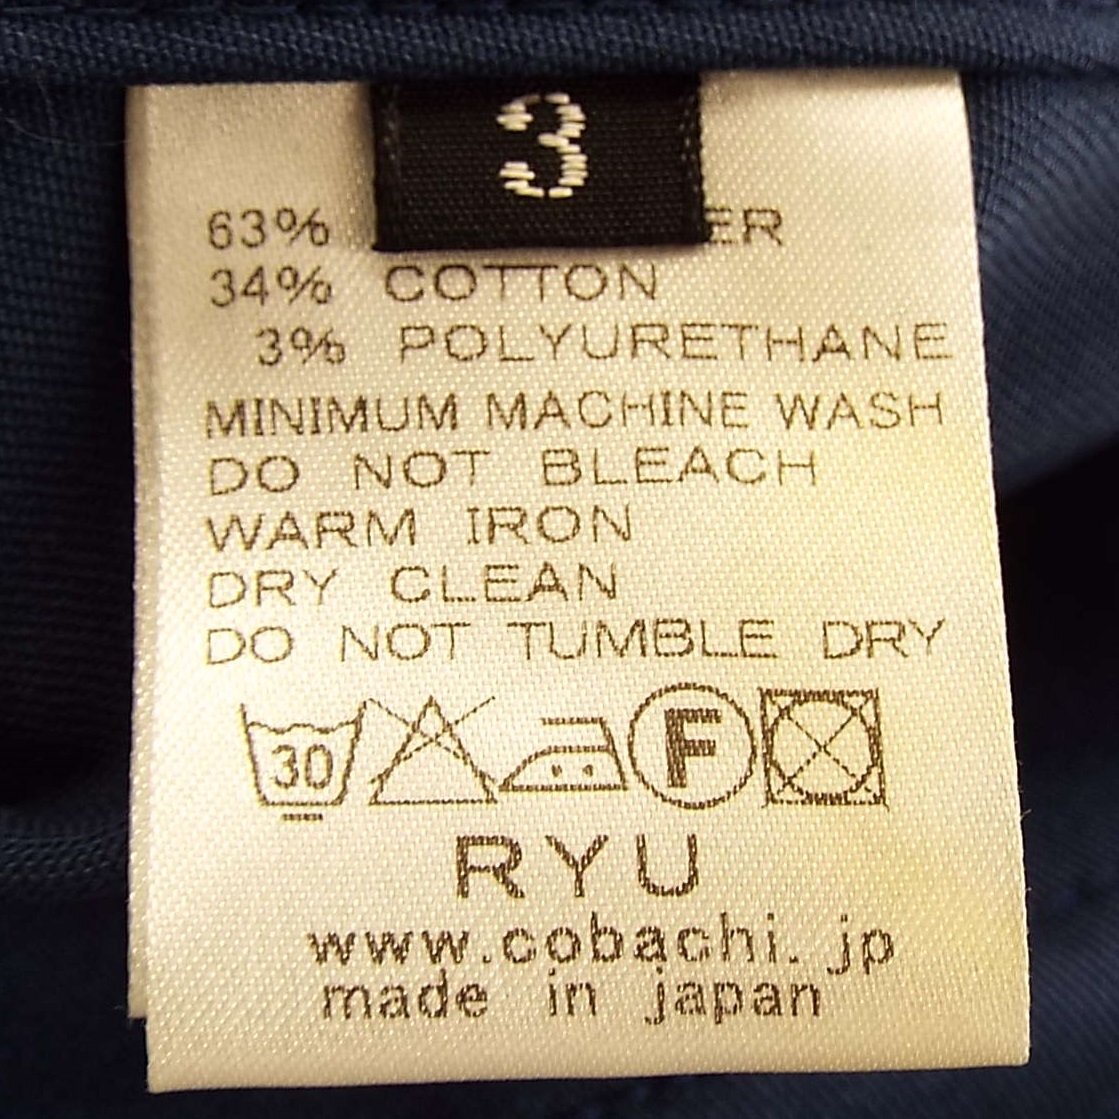 3
63% ER
34% COTTON
3% POLYURETHANE
MINIMUM MACHINE WASH
DO NOT BLEACH
WARM IRON
DRY CLEAN
DO NOT TUMBLE DRY
30 F
RYU
www.cobachi.jp
made in japan